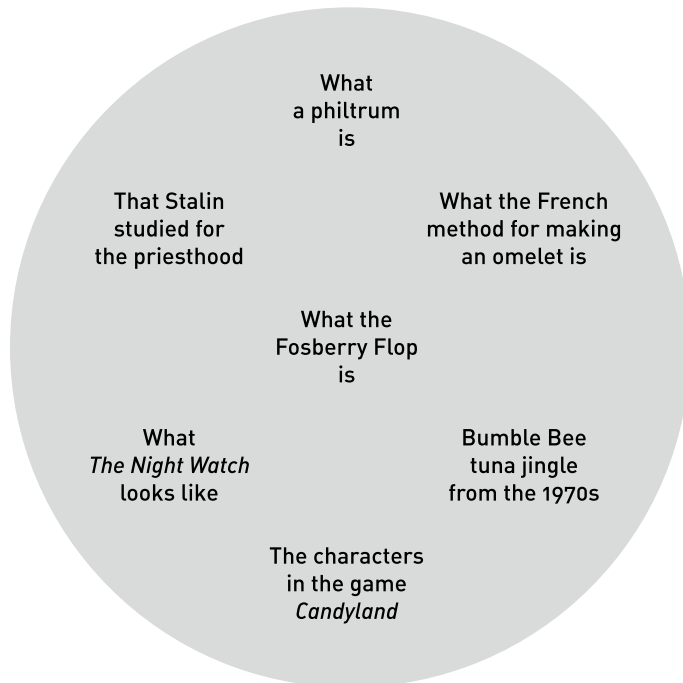 What
a philtrum
is
That Stalin
studied for
the priesthood
What the French
method for making
an omelet is
What the
Fosberry Flop
is
What
The Night Watch
looks like
Bumble Bee
tuna jingle
from the 1970s
The characters
in the game
Candyland